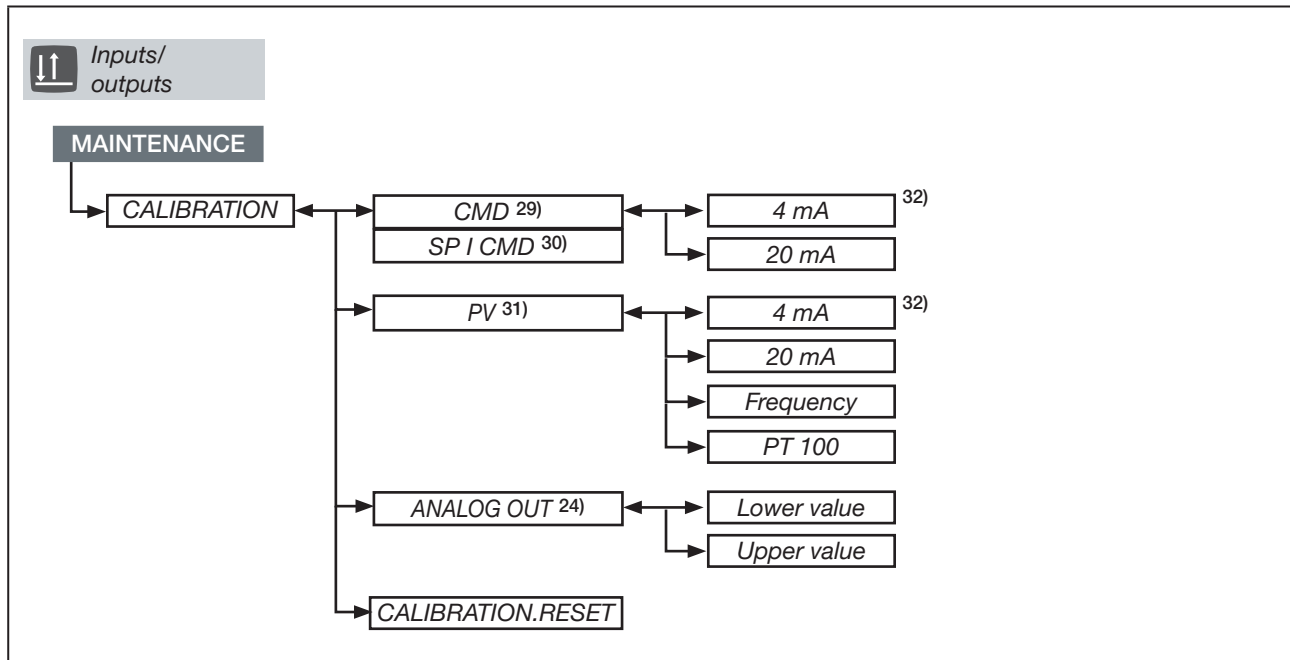 Inputs/
outputs
MAINTENANCE
CALIBRATION
CMD 29)
4 mA 32)
SP I CMD 30)
20 mA
PV 31)
4 mA 32)
20 mA
Frequency
PT 100
ANALOG OUT 24)
Lower value
Upper value
CALIBRATION.RESET